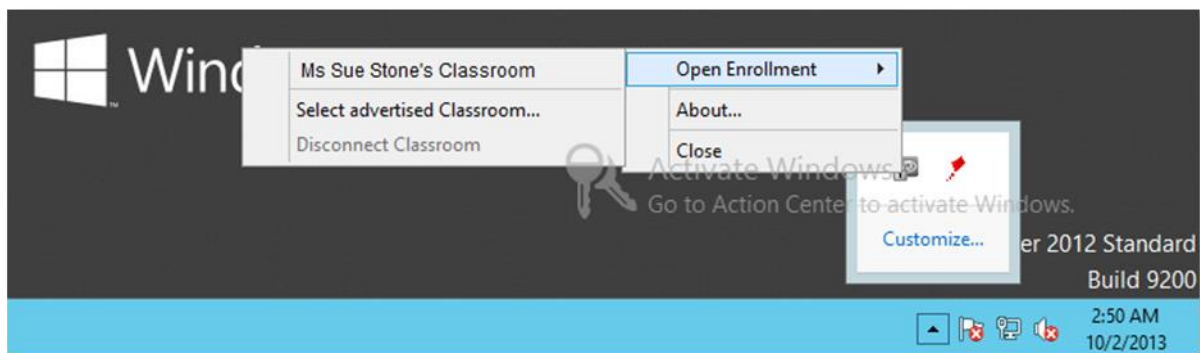 Wind
Ms Sue Stone's Classroom
Open Enrollment
Select advertised Classroom...
About...
Disconnect Classroom
Close
Activate Windows
Go to Action Center to activate Windows.
Customize...
er 2012 Standard
Build 9200
2:50 AM
10/2/2013